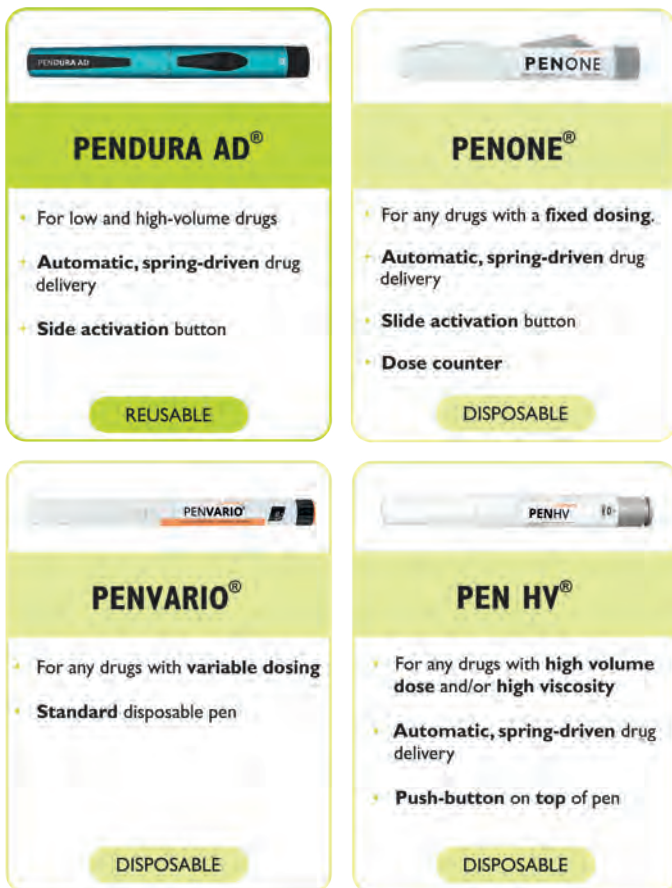 PENDURA AD
PENDURA AD®
For low and high-volume drugs
Automatic, spring-driven drug
delivery
Side activation button
REUSABLE
PENONE
PENONE®
For any drugs with a fixed dosing.
Automatic, spring-driven drug
delivery
Slide activation button
Dose counter
DISPOSABLE
PENVARIO®
PENVARIO®
For any drugs with variable dosing
Standard disposable pen
DISPOSABLE
PENHV
PEN HV®
For any drugs with high volume
dose and/or high viscosity
Automatic, spring-driven drug
delivery
Push-button on top of pen
DISPOSABLE